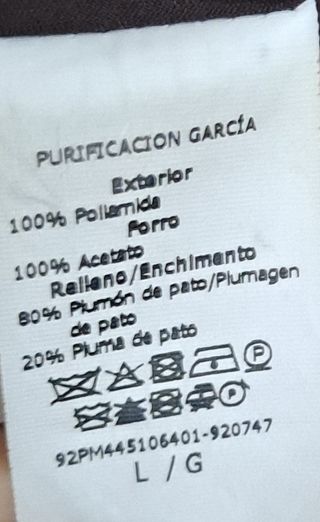 PURIFICACION GARCÍA
Exterior
100% Poliamida
Forro
100% Acetato
Relleno/Enchimento
80% Plumón de pato/Plumagen
de pato
20% Pluma de pato
P
92PM445106401-920747
L / G